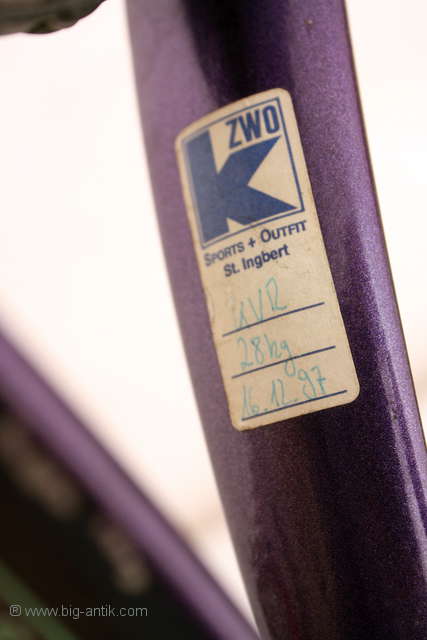 K ZWO
SPORTS + OUTFIT
St. Ingbert
28kg
16.12.97
® www.big-antik.com